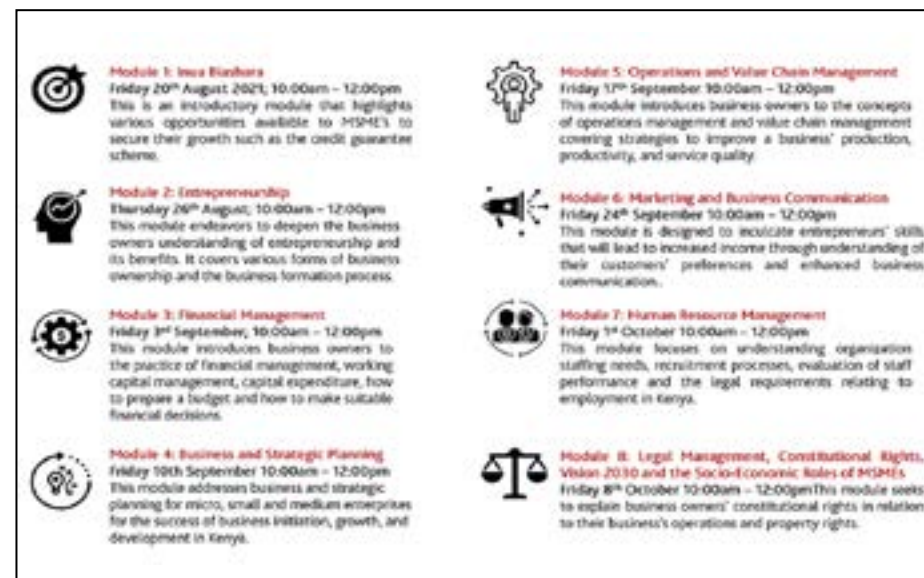 Module 1: Inua Biashara
Friday 20th August 2021; 10:00am – 12:00pm
This is an introductory module that highlights
various opportunities available to MSME's to
secure their growth such as the credit guarantee
scheme.
Module 2: Entrepreneurship
Thursday 26th August; 10:00am – 12:00pm
This module endeavors to deepen the business
owners understanding of entrepreneurship and
its benefits. It covers various forms of business
ownership and the business formation process.
Module 3: Financial Management
Friday 3rd September; 10:00am – 12:00pm
This module introduces business owners to
the practice of financial management, working
capital management, capital expenditure, how
to prepare a budget and how to make suitable
financial decisions.
Module 4: Business and Strategic Planning
Friday 10th September 10:00am – 12:00pm
This module addresses business and strategic
planning for micro, small and medium enterprises
for the success of business initiation, growth, and
development in Kenya.
Module 5: Operations and Value Chain Management
Friday 17th September 10:00am – 12:00pm
This module introduces business owners to the concepts
of operations management and value chain management
covering strategies to improve a business' production,
productivity, and service quality.
Module 6: Marketing and Business Communication
Friday 24th September 10:00am – 12:00pm
This module is designed to inculcate entrepreneurs' skills
that will lead to increased income through understanding of
their customers' preferences and enhanced business
communication.
Module 7: Human Resource Management
Friday 1st October 10:00am – 12:00pm
This module focuses on understanding organization
staffing needs, recruitment processes, evaluation of staff
performance and the legal requirements relating to
employment in Kenya.
Module 8: Legal Management, Constitutional Rights,
Vision 2030 and the Socio-Economic Roles of MSMEs
Friday 8th October 10:00am – 12:00pmThis module seeks
to explain business owners' constitutional rights in relation
to their business's operations and property rights.